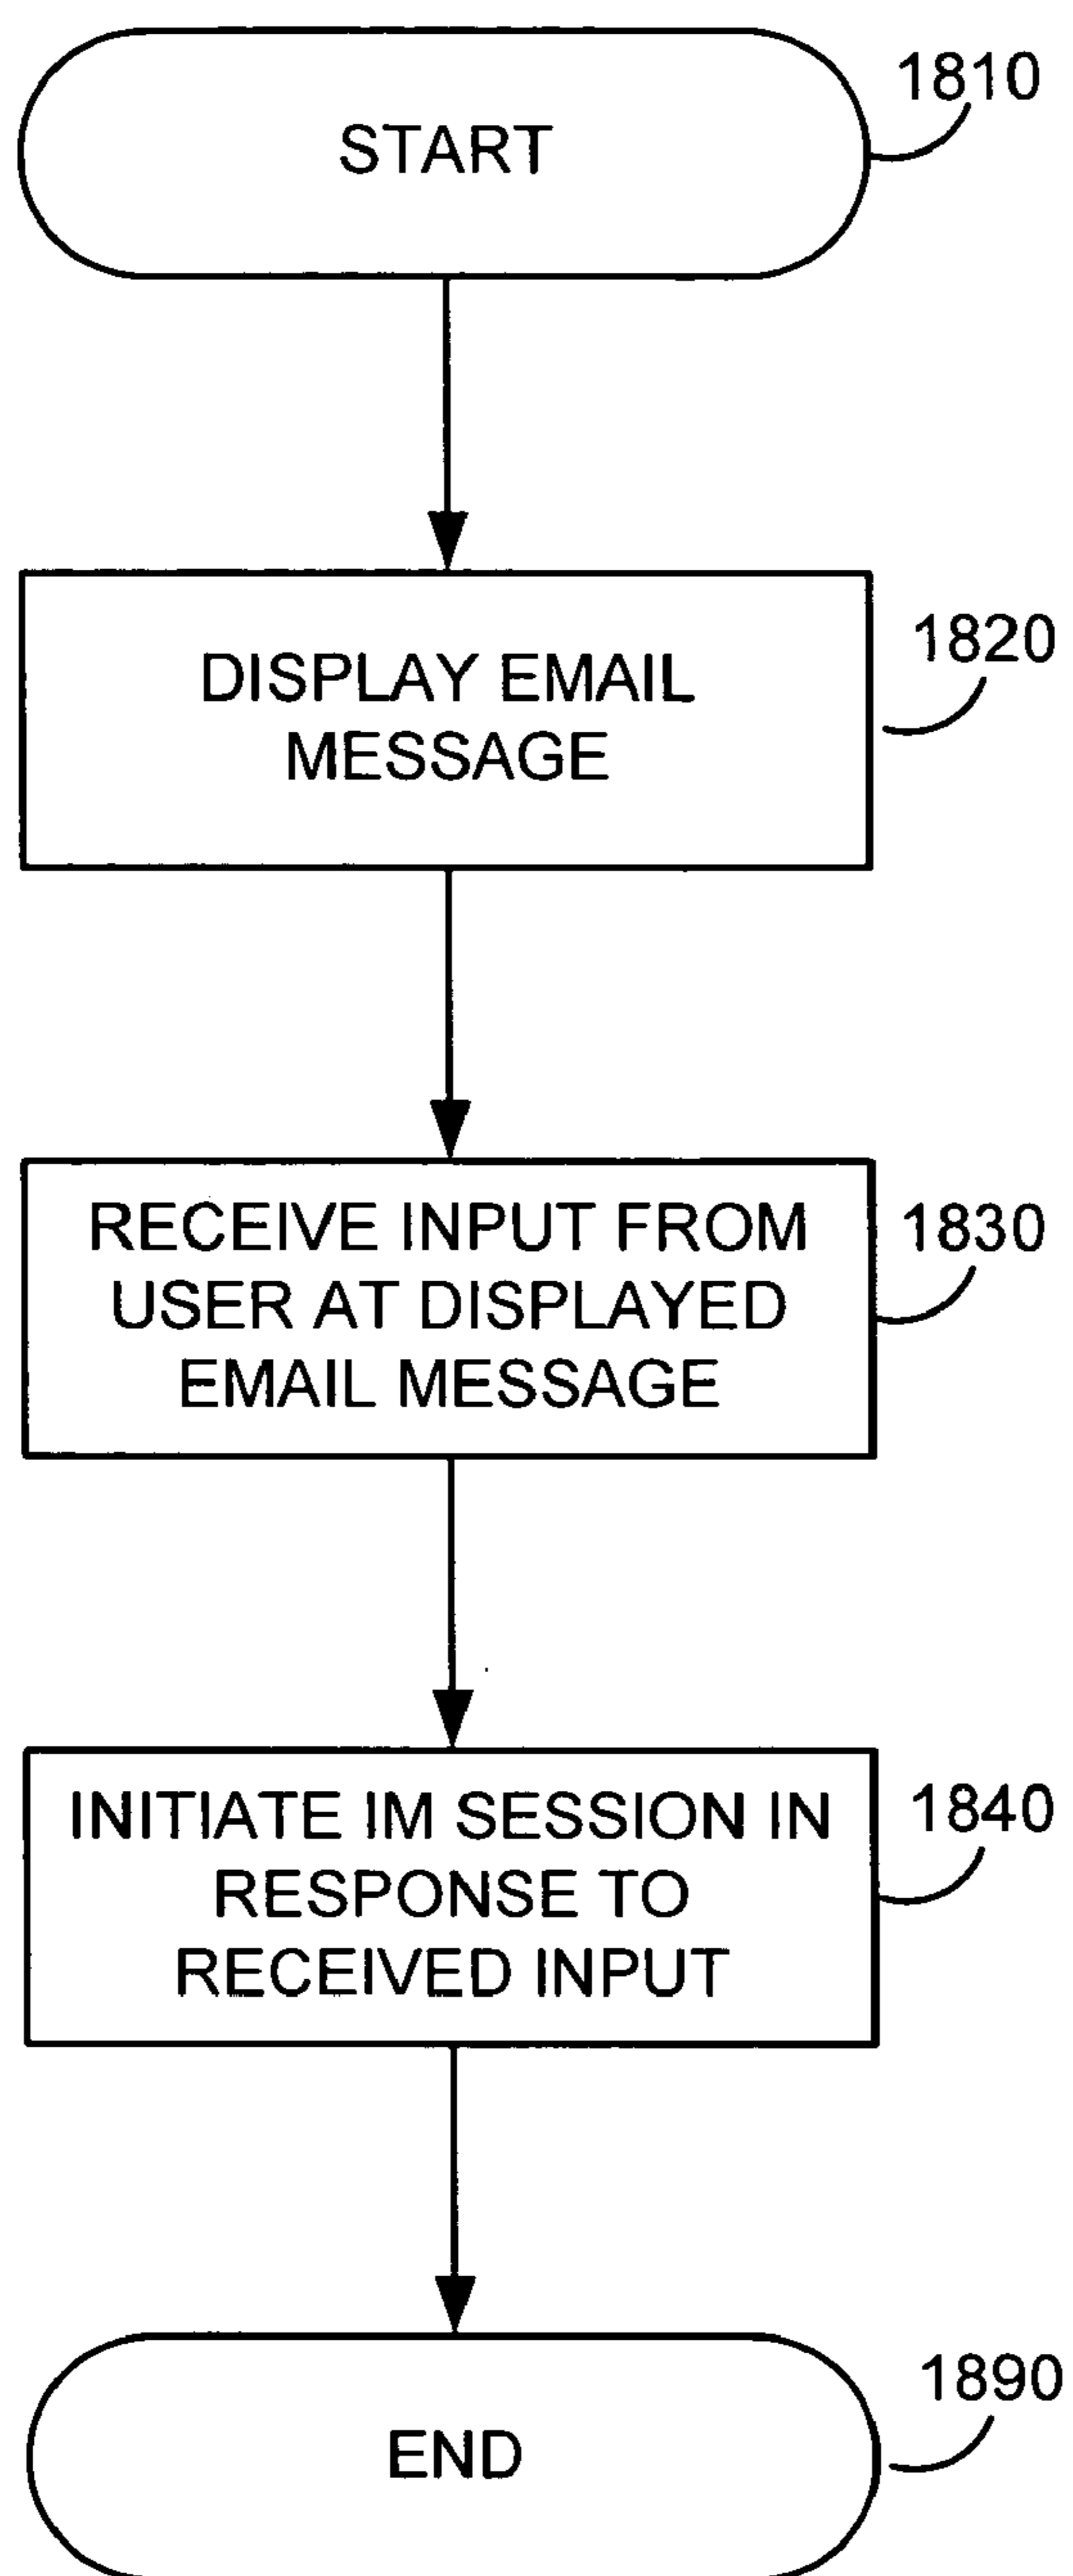 START
1810
DISPLAY EMAIL
MESSAGE
1820
RECEIVE INPUT FROM
USER AT DISPLAYED
EMAIL MESSAGE
1830
INITIATE IM SESSION IN
RESPONSE TO
RECEIVED INPUT
1840
END
1890